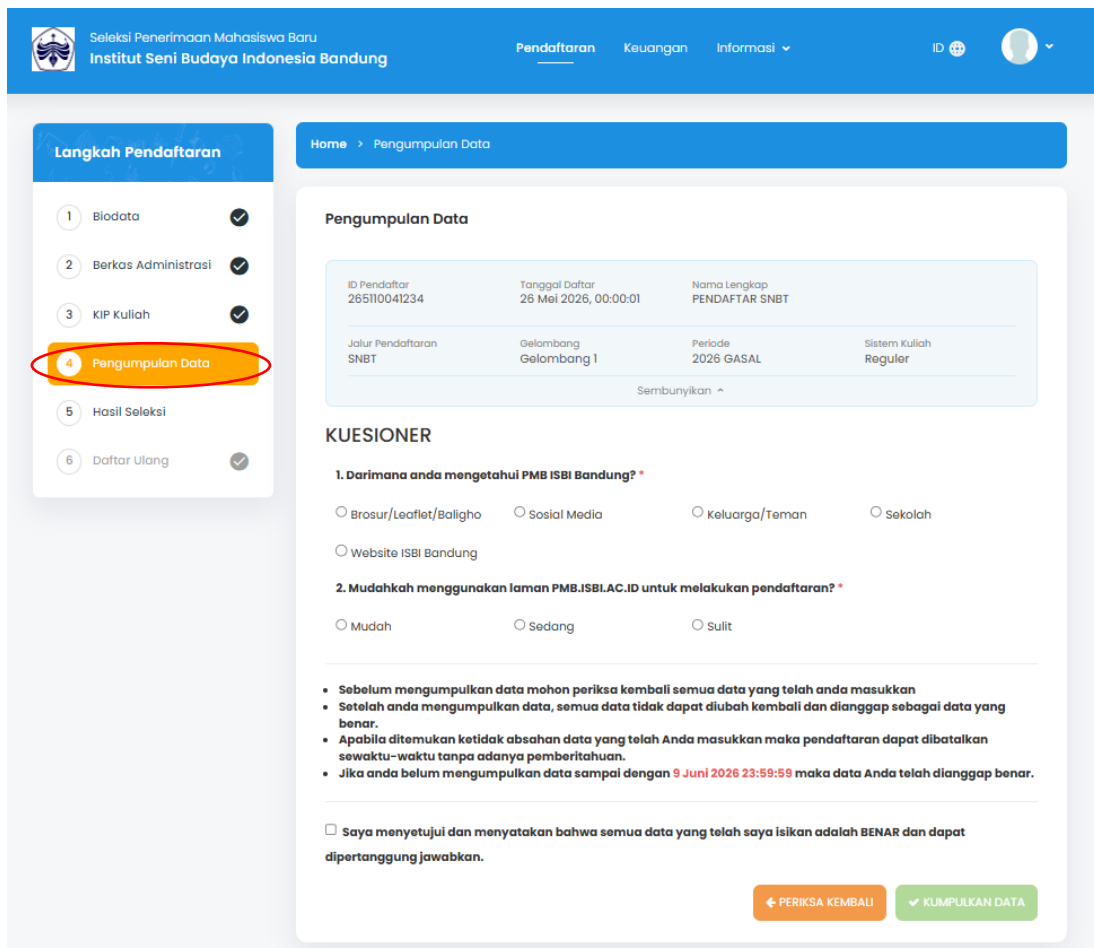 Seleksi Penerimaan Mahasiswa Baru
Institut Seni Budaya Indonesia Bandung
Pendaftaran Keuangan Informasi ID
Langkah Pendaftaran
1 Biodata
2 Berkas Administrasi
3 KIP Kuliah
4 Pengumpulan Data
5 Hasil Seleksi
6 Daftar Ulang
Home > Pengumpulan Data
Pengumpulan Data
ID Pendaftar Tanggal Daftar Nama Lengkap
265110041234 26 Mei 2026, 00:00:01 PENDAFTAR SNBT
Jalur Pendaftaran Gelombang Periode Sistem Kuliah
SNBT Gelombang 1 2026 GASAL Reguler
Sembunyikan
KUESIONER
1. Darimana anda mengetahui PMB ISBI Bandung? *
Brosur/Leaflet/Baligho Sosial Media Keluarga/Teman Sekolah
Website ISBI Bandung
2. Mudahkah menggunakan laman PMB.ISBI.AC.ID untuk melakukan pendaftaran? *
Mudah Sedang Sulit
• Sebelum mengumpulkan data mohon periksa kembali semua data yang telah anda masukkan
• Setelah anda mengumpulkan data, semua data tidak dapat diubah kembali dan dianggap sebagai data yang
benar.
• Apabila ditemukan ketidak absahan data yang telah Anda masukkan maka pendaftaran dapat dibatalkan
sewaktu-waktu tanpa adanya pemberitahuan.
• Jika anda belum mengumpulkan data sampai dengan 9 Juni 2026 23:59:59 maka data Anda telah dianggap benar.
Saya menyetujui dan menyatakan bahwa semua data yang telah saya isikan adalah BENAR dan dapat
dipertanggung jawabkan.
PERIKSA KEMBALI KUMPULKAN DATA